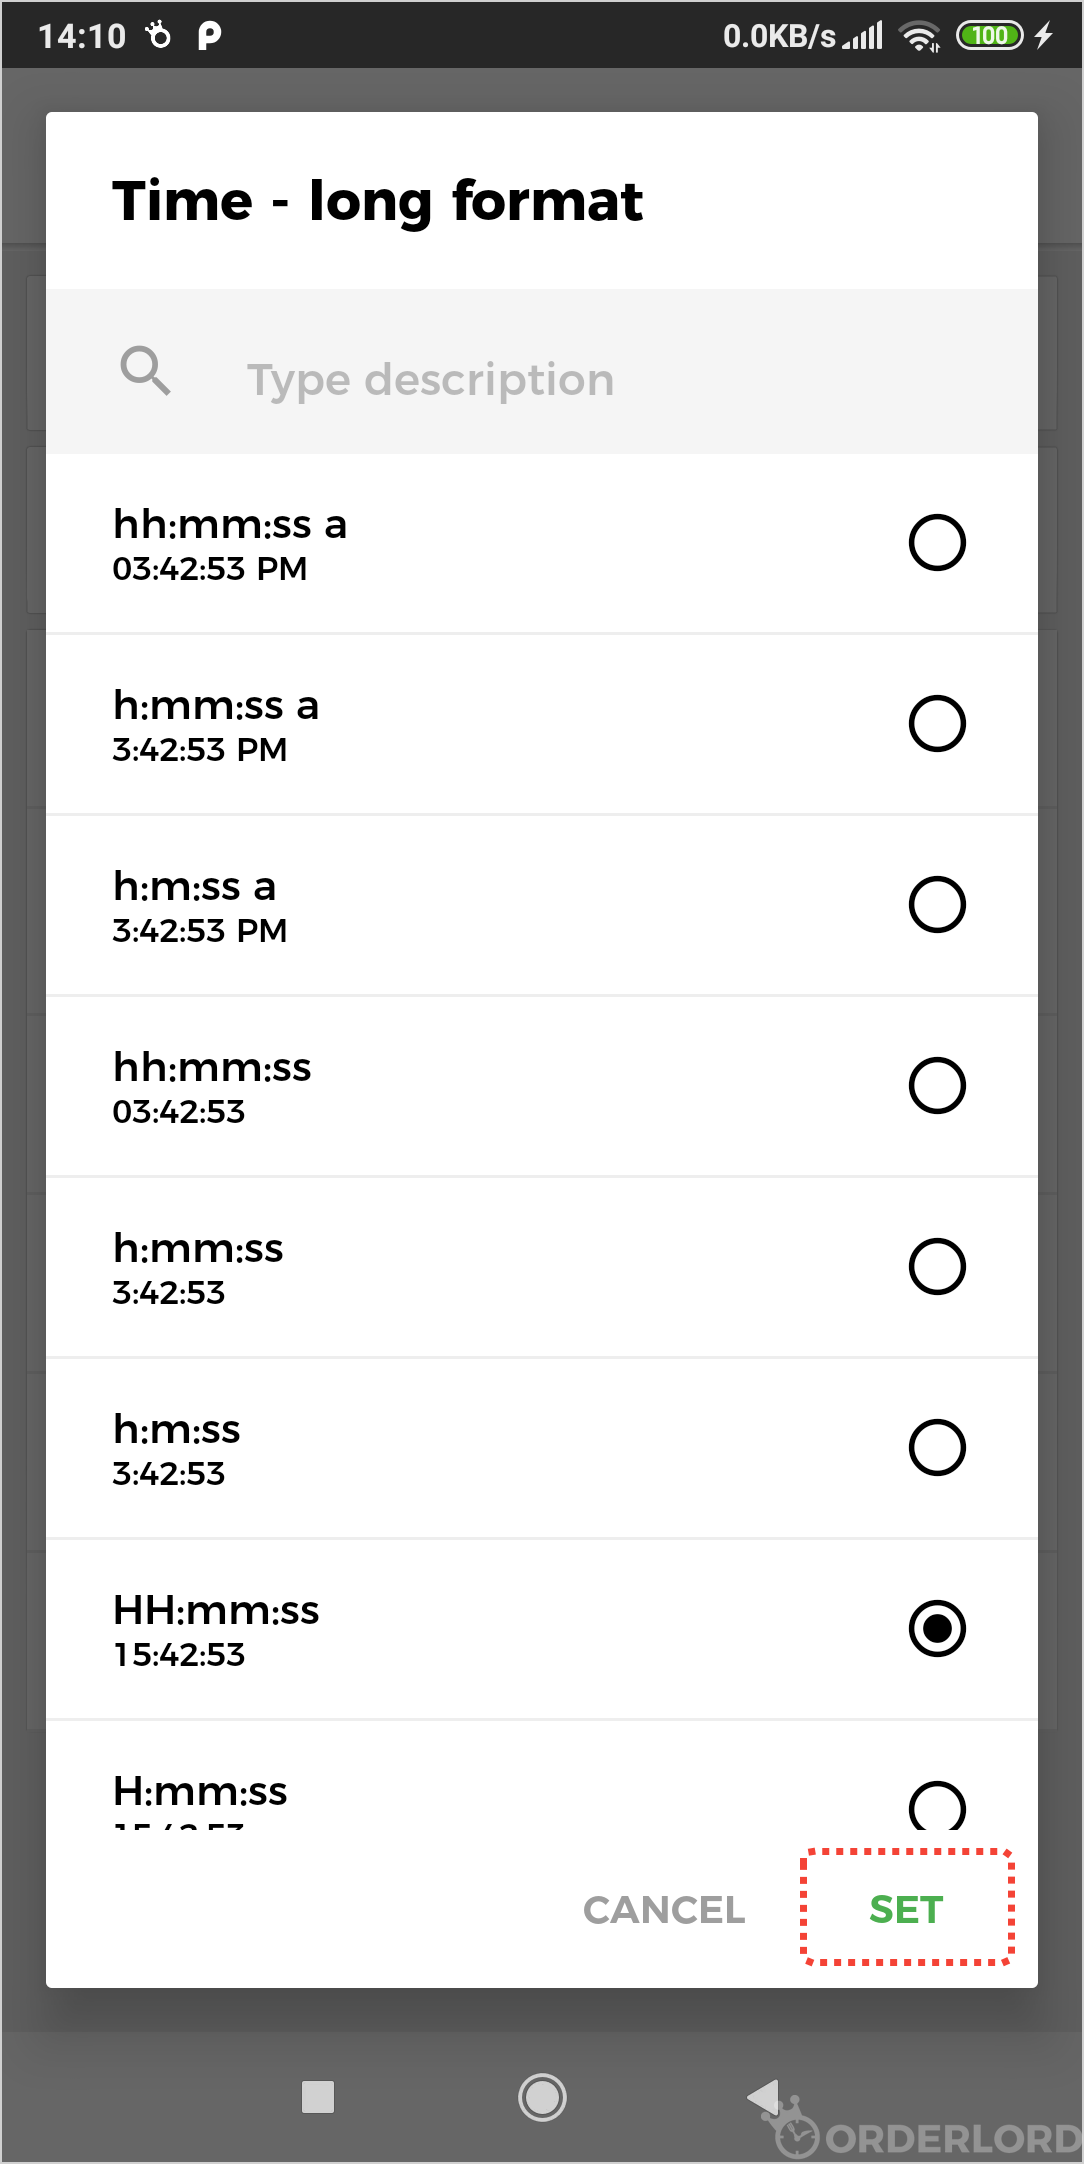 14:10 0.0KB/s 100
Time - long format
Type description
hh:mm:ss a
03:42:53 PM
h:mm:ss a
3:42:53 PM
h:m:ss a
3:42:53 PM
hh:mm:ss
03:42:53
h:mm:ss
3:42:53
h:m:ss
3:42:53
HH:mm:ss
15:42:53
H:mm:ss
CANCEL SET
ORDERLORD